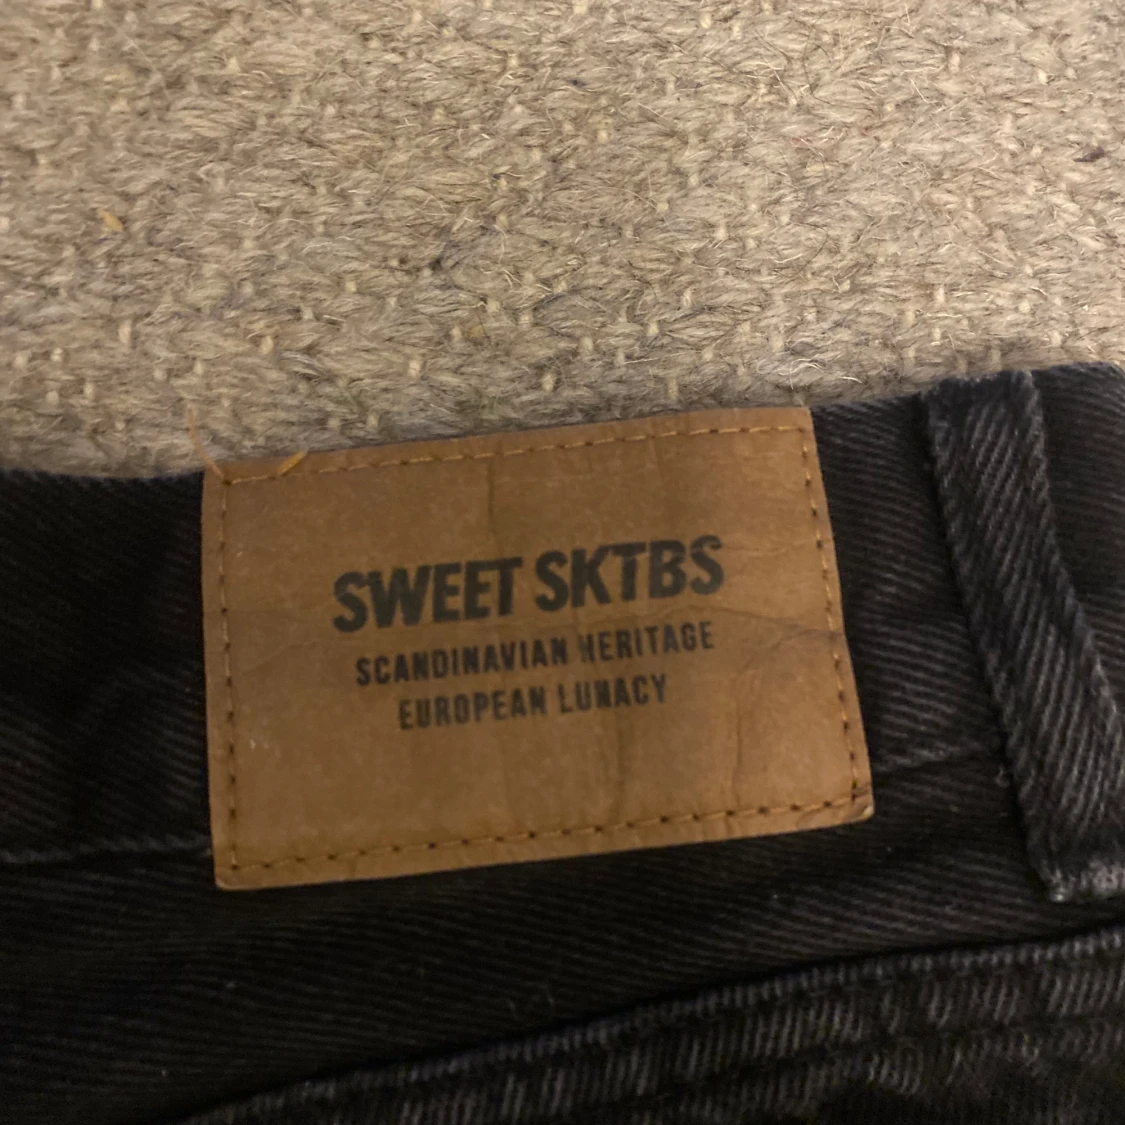 SWEET SKTBS
SCANDINAVIAN HERITAGE
EUROPEAN LUNACY